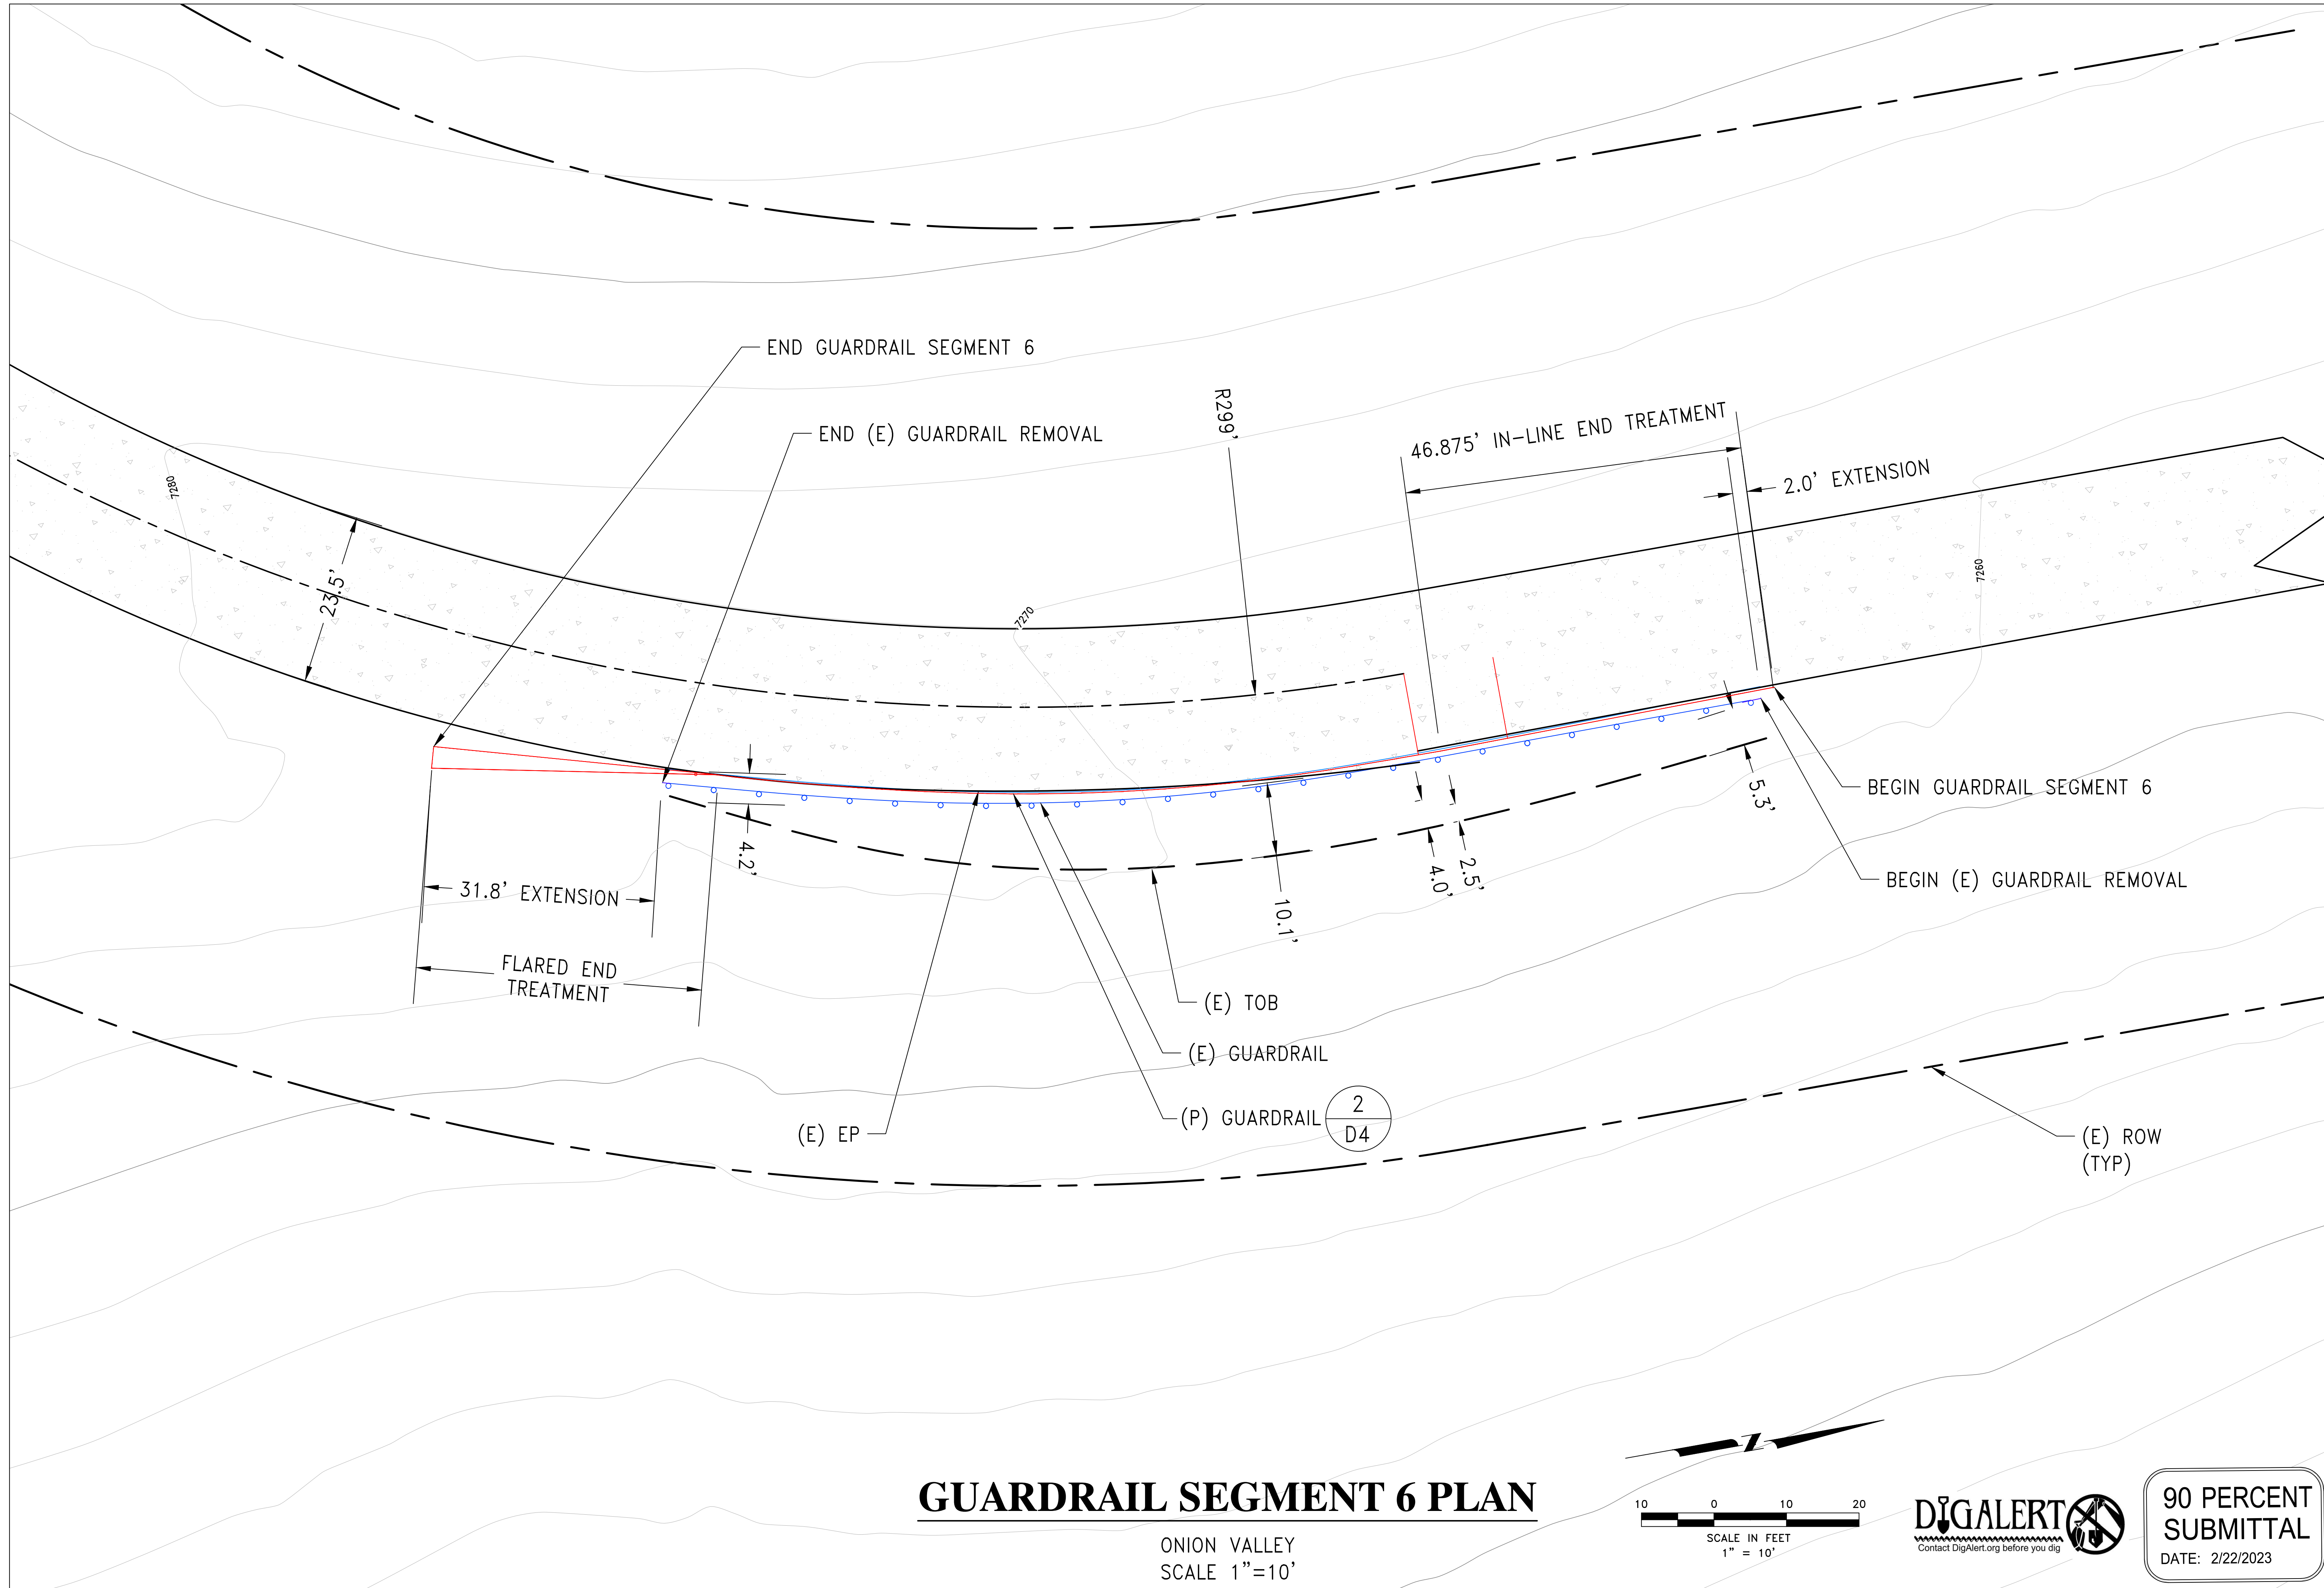 END GUARDRAIL SEGMENT 6
END (E) GUARDRAIL REMOVAL
R299'
46.875' IN-LINE END TREATMENT
2.0' EXTENSION
7280
23.5'
7270
7260
BEGIN GUARDRAIL SEGMENT 6
BEGIN (E) GUARDRAIL REMOVAL
5.3'
2.5'
4.0'
10.1'
4.2'
31.8' EXTENSION
FLARED END
TREATMENT
(E) TOB
(E) GUARDRAIL
(P) GUARDRAIL
2
D4
(E) EP
(E) ROW
(TYP)
GUARDRAIL SEGMENT 6 PLAN
ONION VALLEY
SCALE 1"=10'
Z
10 0 10 20
SCALE IN FEET
1" = 10'
DIGALERT
Contact DigAlert.org before you dig
90 PERCENT
SUBMITTAL
DATE: 2/22/2023